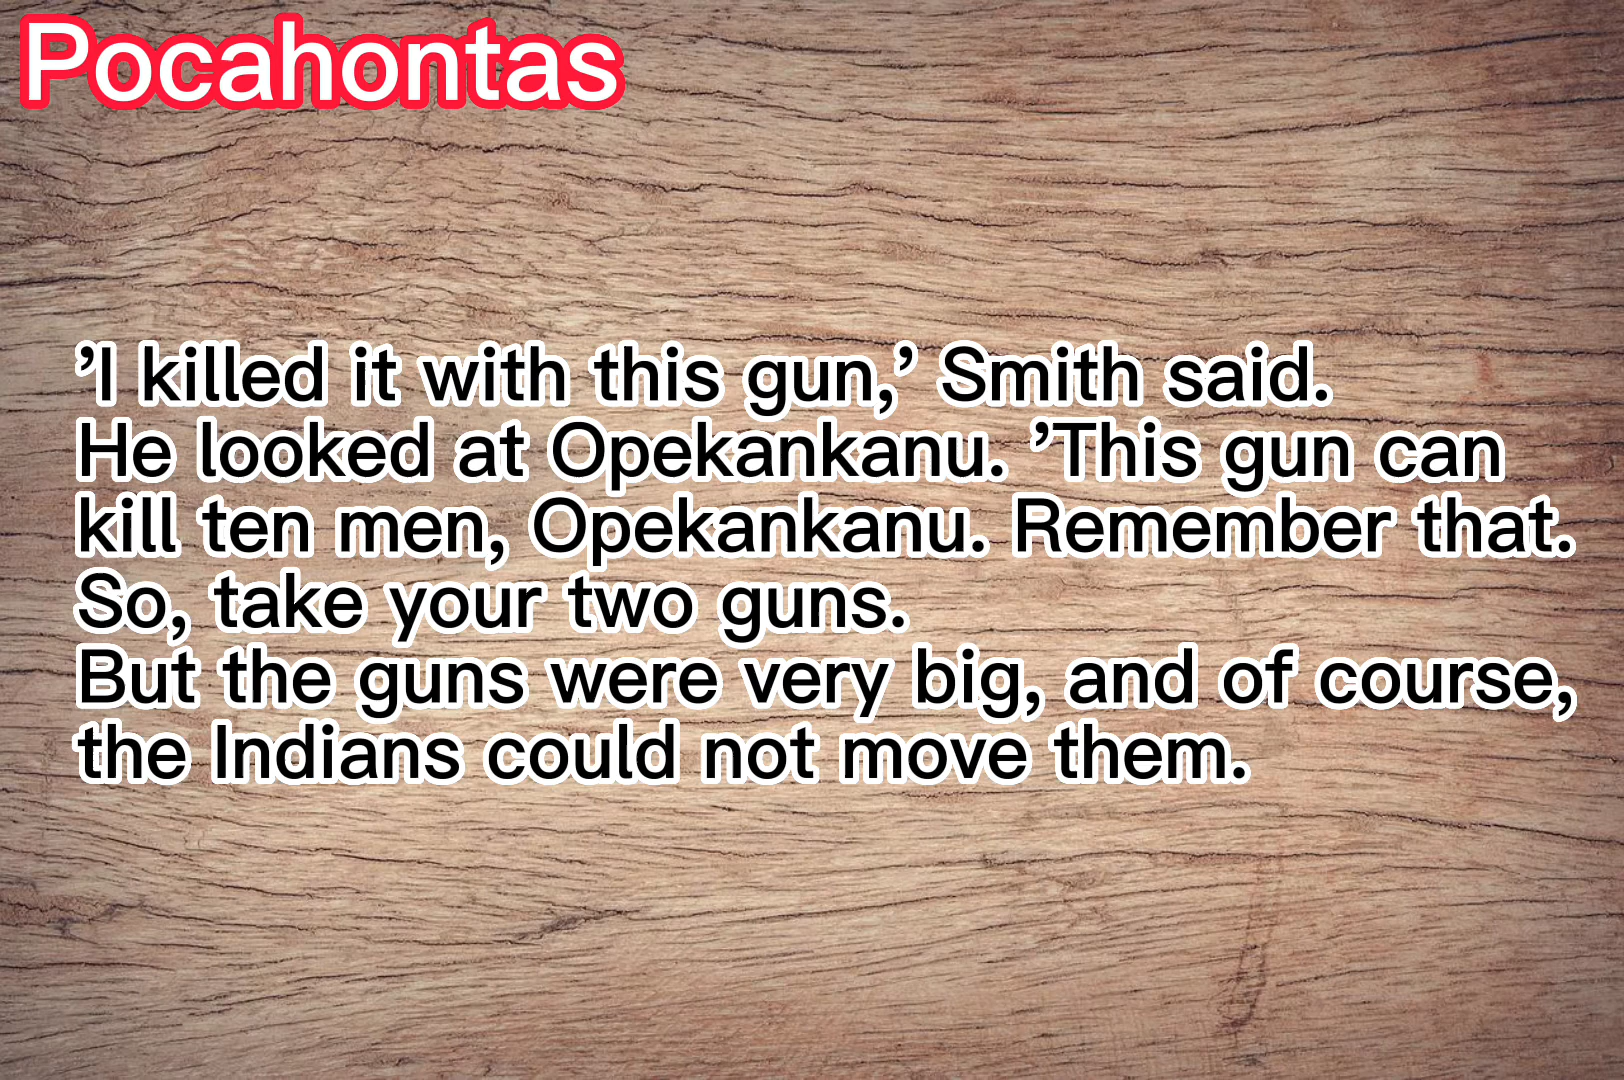 Pocahontas
’I killed it with this gun,’ Smith said.
He looked at Opekankanu. ’This gun can
kill ten men, Opekankanu. Remember that.
So, take your two guns.
But the guns were very big, and of course,
the Indians could not move them.